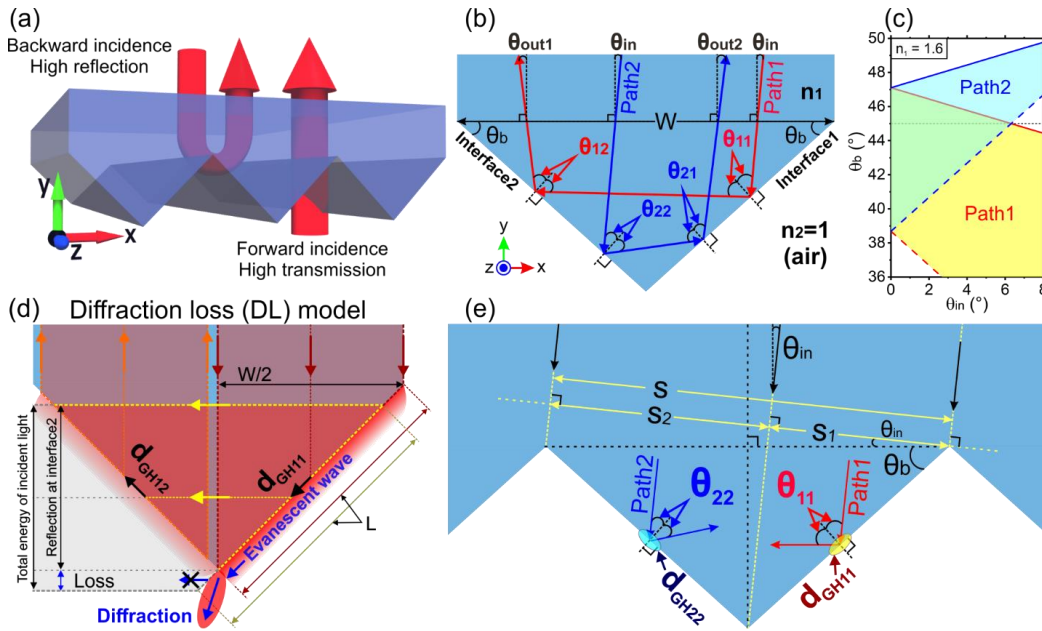 (a)
Backward incidence
High reflection
y
x
z
Forward incidence
High transmission
(b)
θout1
θin
θout2
θin
Path2
Path1
n₁
W
θb
θb
Interface2
Interface1
θ12
θ11
θ21
θ22
y
z
x
n₂=1
(air)
(c)
50
48
46
44
42
40
38
36
θb (°)
n₁ = 1.6
Path2
Path1
0
2
4
6
8
θin (°)
(d)
Diffraction loss (DL) model
W/2
Total energy of incident light
Reflection at interface2
dGH12
dGH11
Evanescent wave
L
Loss
Diffraction
(e)
θin
S
S₂
S₁
θin
θb
Path2
θ22
θ11
Path1
dGH22
dGH11